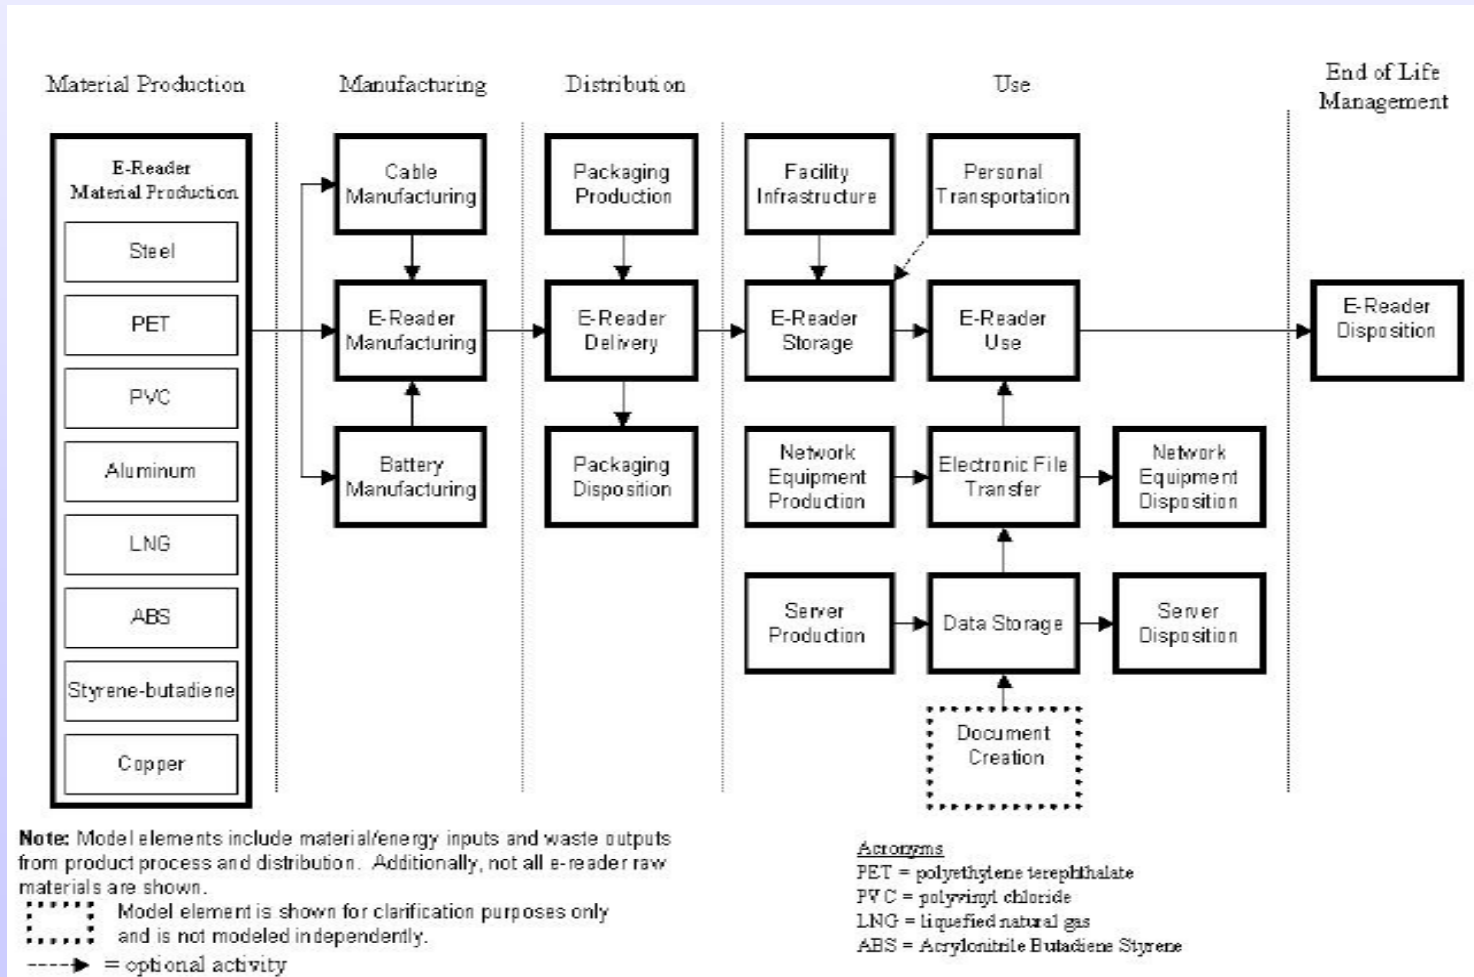 Material Production
Manufacturing
Distribution
Use
End of Life
Management
E-Reader
Material Production
Steel
PET
PVC
Aluminum
LNG
ABS
Styrene-butadiene
Copper
Cable
Manufacturing
E-Reader
Manufacturing
Battery
Manufacturing
Packaging
Production
E-Reader
Delivery
Packaging
Disposition
Facility
Infrastructure
Personal
Transportation
E-Reader
Storage
E-Reader
Use
Network
Equipment
Production
Electronic File
Transfer
Network
Equipment
Disposition
Server
Production
Data Storage
Server
Disposition
Document
Creation
E-Reader
Disposition
Note: Model elements include material/energy inputs and waste outputs
from product process and distribution. Additionally, not all e-reader raw
materials are shown.
Model element is shown for clarification purposes only
and is not modeled independently.
= optional activity
Acronyms
PET = polyethylene terephthalate
PVC = polyvinyl chloride
LNG = liquefied natural gas
ABS = Acrylonitrile Butadiene Styrene